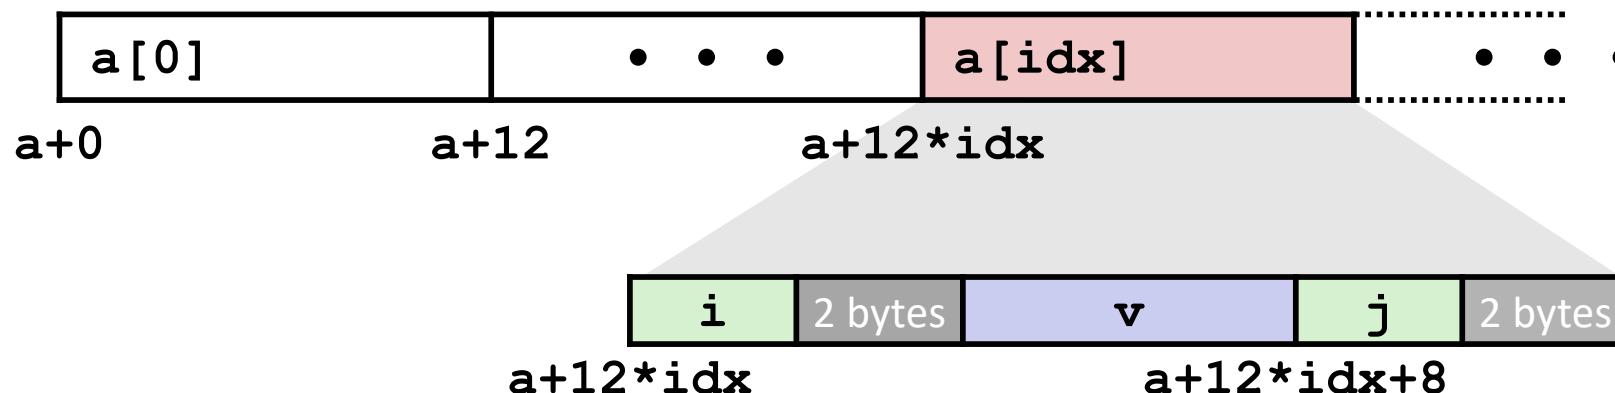 a[0] • • • a[idx] • • •
a+0 a+12 a+12*idx
i 2 bytes v j 2 bytes
a+12*idx a+12*idx+8